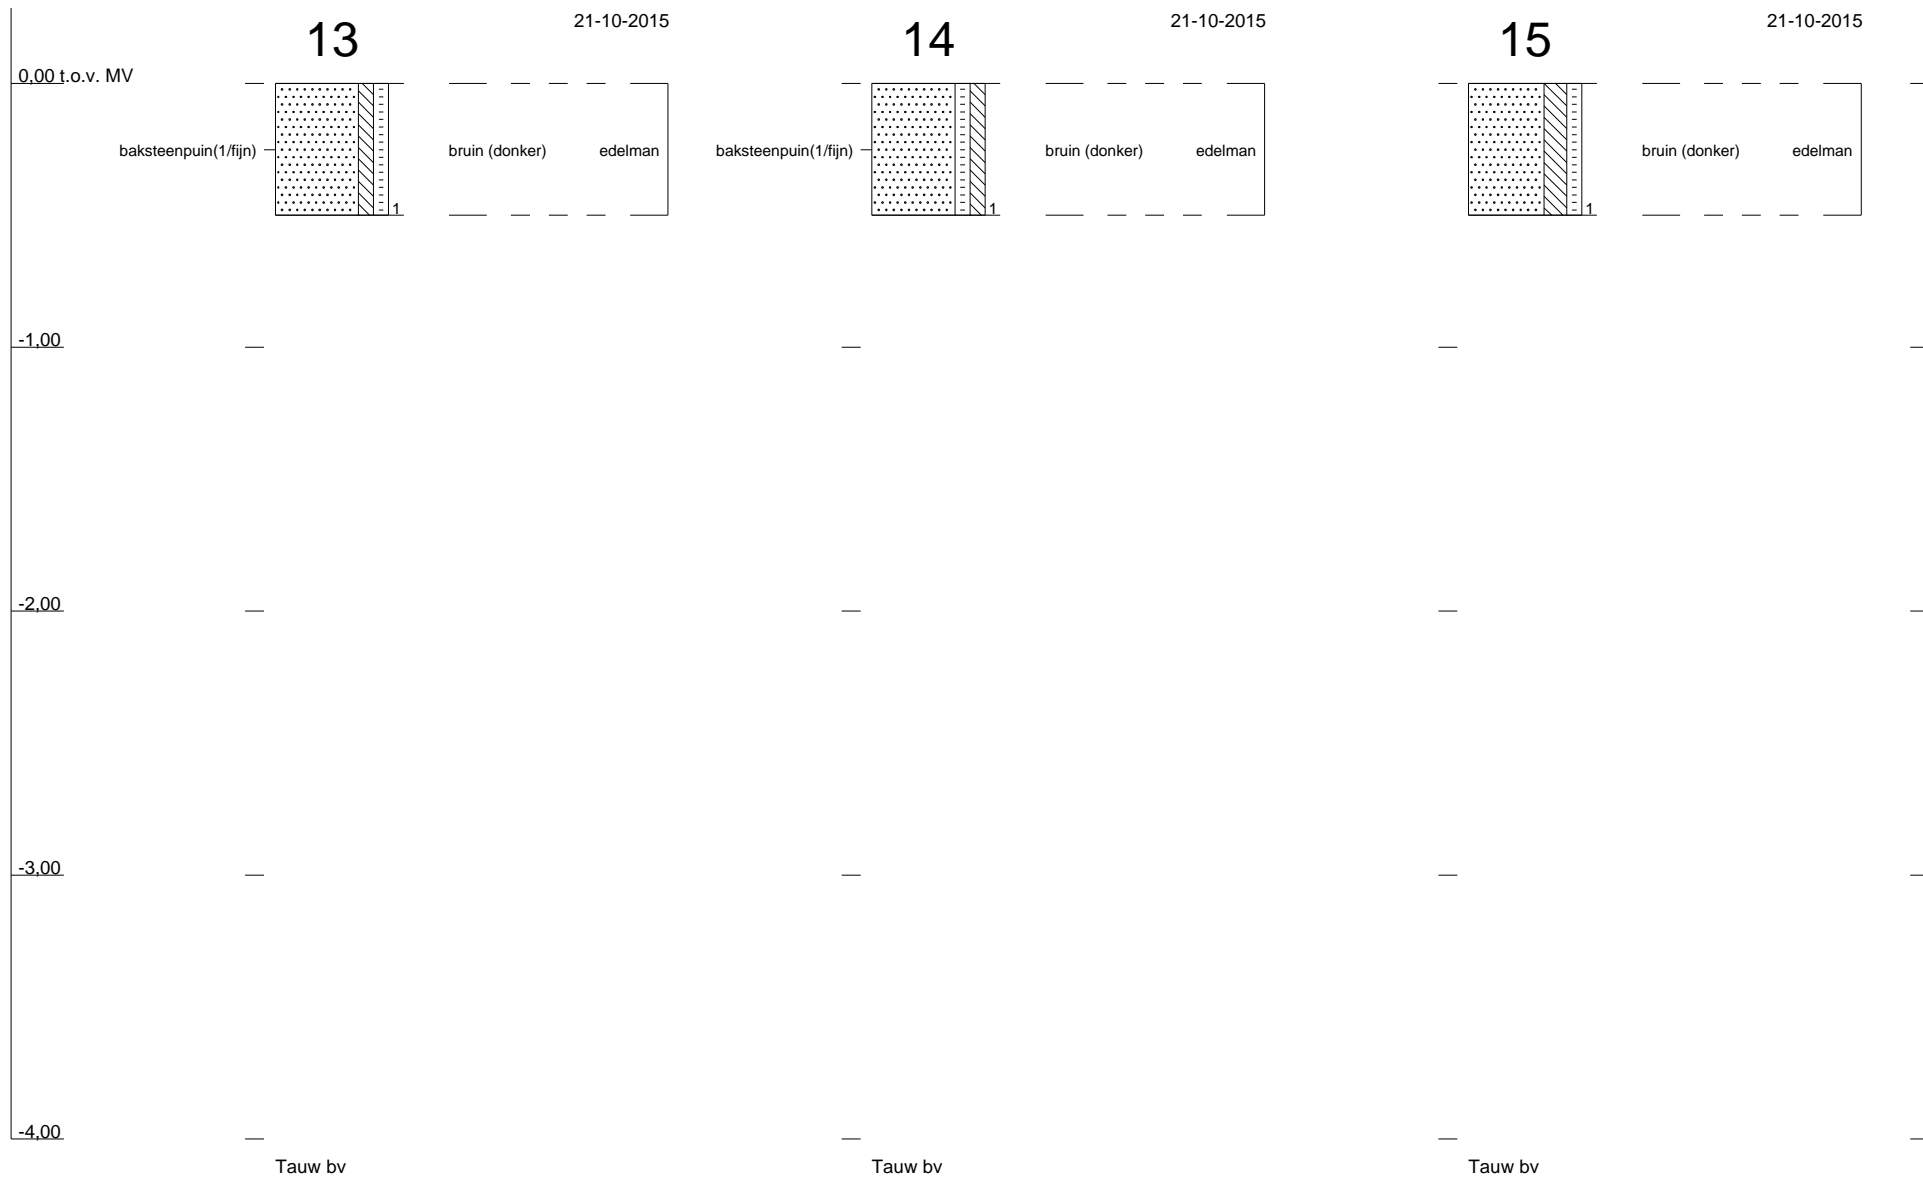 13
21-10-2015
14
21-10-2015
15
21-10-2015
0,00 t.o.v. MV
baksteenpuin(1/fijn)
1
bruin (donker)
edelman
baksteenpuin(1/fijn)
1
bruin (donker)
edelman
1
bruin (donker)
edelman
-1,00
-2,00
-3,00
-4,00
Tauw bv
Tauw bv
Tauw bv